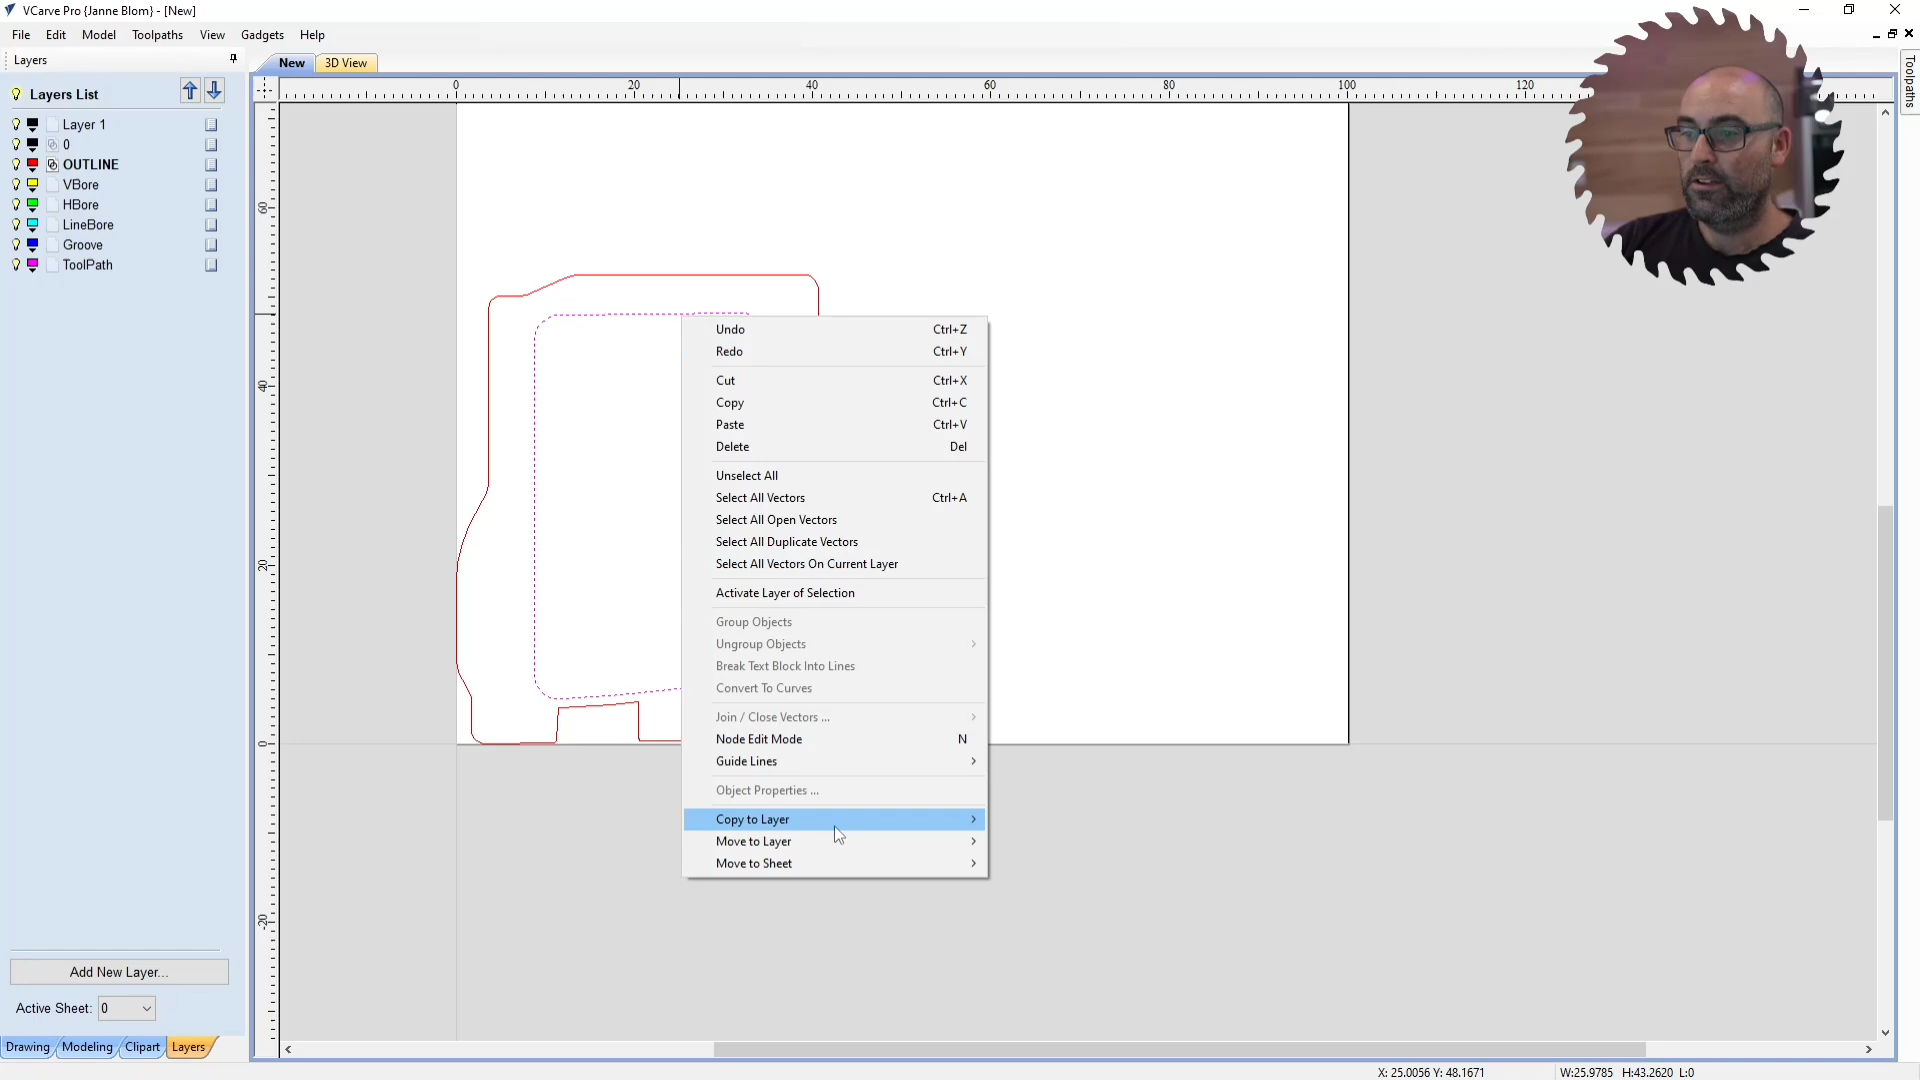 VCarve Pro {Janne Blom} - [New]
File Edit Model Toolpaths View Gadgets Help
Layers
New 3D View
Layers List
0 20 40 60 80 100 120
Toolpaths
Layer 1
0
OUTLINE
VBore
HBore
LineBore
Groove
ToolPath
60
40
20
0
-20
Undo Ctrl+Z
Redo Ctrl+Y
Cut Ctrl+X
Copy Ctrl+C
Paste Ctrl+V
Delete Del
Unselect All
Select All Vectors Ctrl+A
Select All Open Vectors
Select All Duplicate Vectors
Select All Vectors On Current Layer
Activate Layer of Selection
Group Objects
Ungroup Objects
Break Text Block Into Lines
Convert To Curves
Join / Close Vectors ...
Node Edit Mode N
Guide Lines
Object Properties ...
Copy to Layer
Move to Layer
Move to Sheet
Add New Layer...
Active Sheet: 0
Drawing Modeling Clipart Layers
X: 25.0056 Y: 48.1671 W:25.9785 H:43.2620 L:0